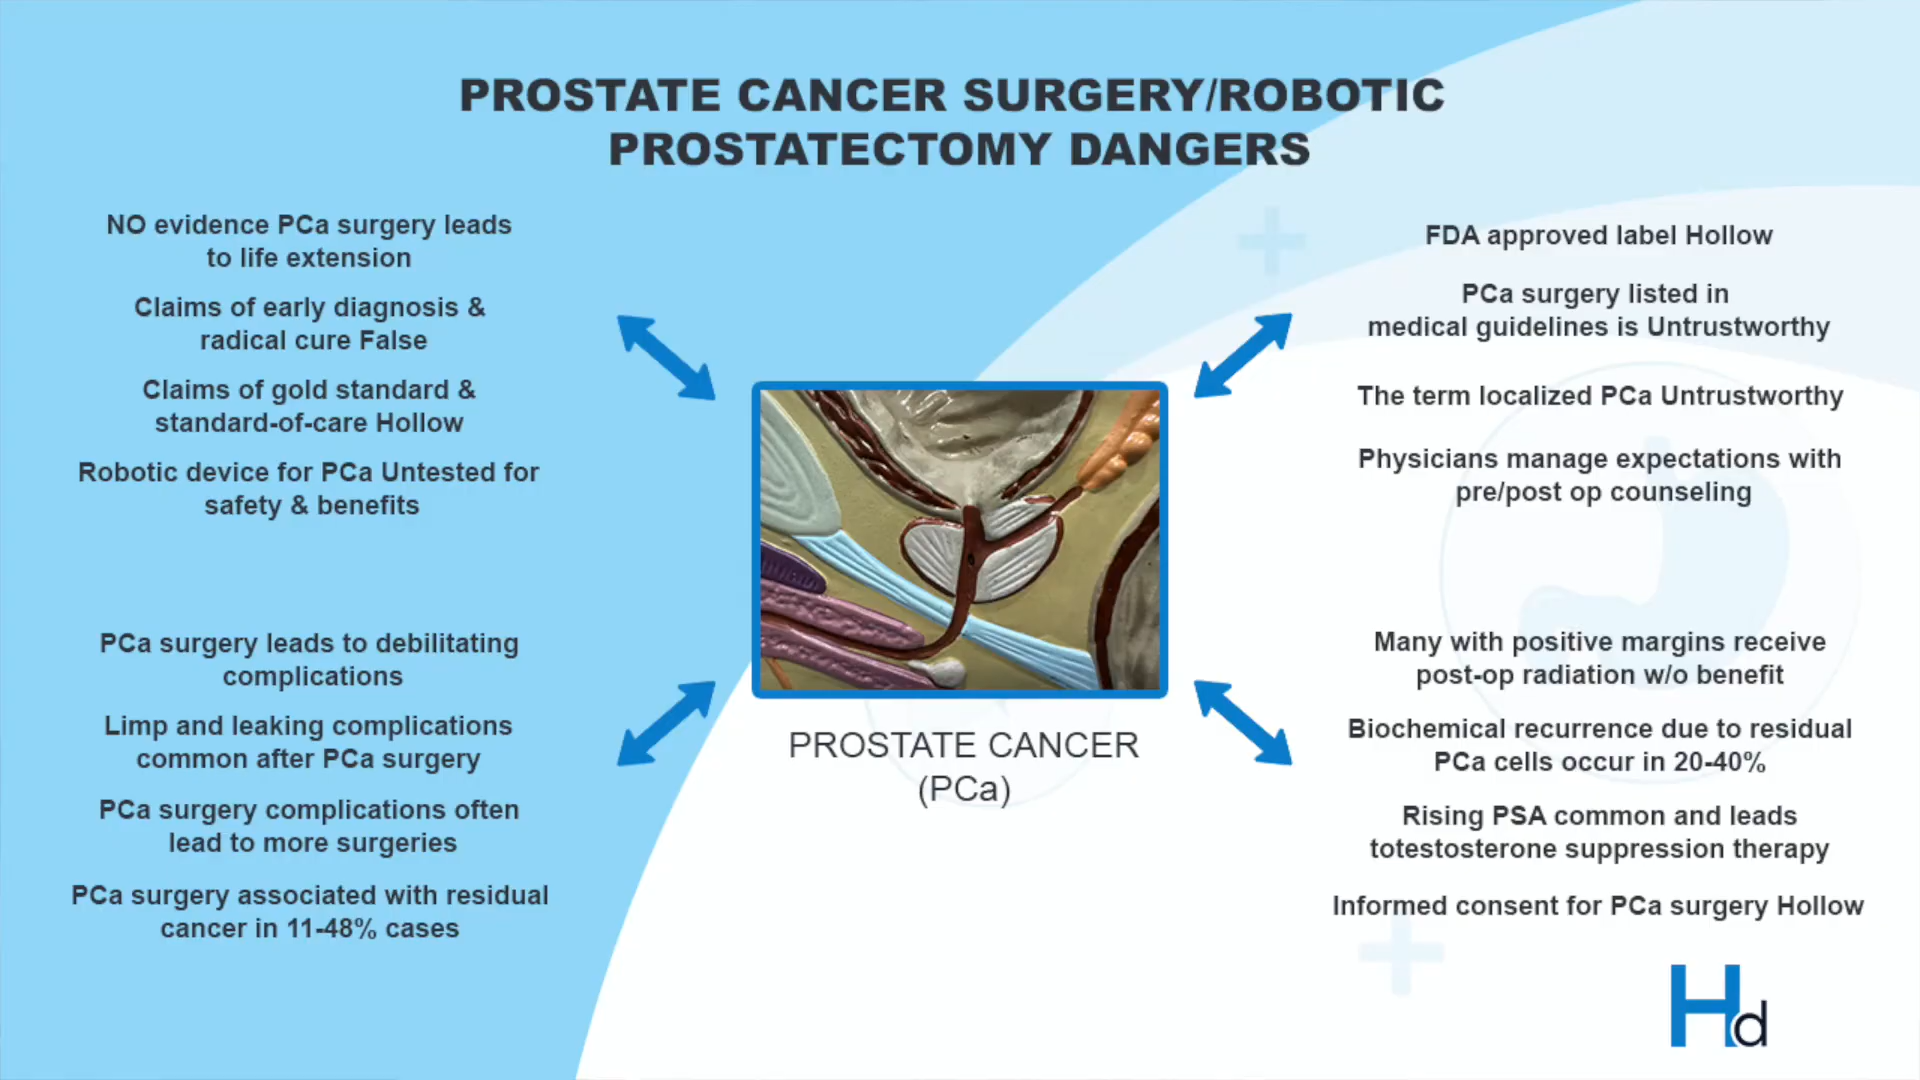 PROSTATE CANCER SURGERY/ROBOTIC
PROSTATECTOMY DANGERS
NO evidence PCa surgery leads
to life extension
Claims of early diagnosis &
radical cure False
Claims of gold standard &
standard-of-care Hollow
Robotic device for PCa Untested for
safety & benefits
PCa surgery leads to debilitating
complications
Limp and leaking complications
common after PCa surgery
PCa surgery complications often
lead to more surgeries
PCa surgery associated with residual
cancer in 11-48% cases
PROSTATE CANCER
(PCa)
FDA approved label Hollow
PCa surgery listed in
medical guidelines is Untrustworthy
The term localized PCa Untrustworthy
Physicians manage expectations with
pre/post op counseling
Many with positive margins receive
post-op radiation w/o benefit
Biochemical recurrence due to residual
PCa cells occur in 20-40%
Rising PSA common and leads
totestosterone suppression therapy
Informed consent for PCa surgery Hollow
Hd